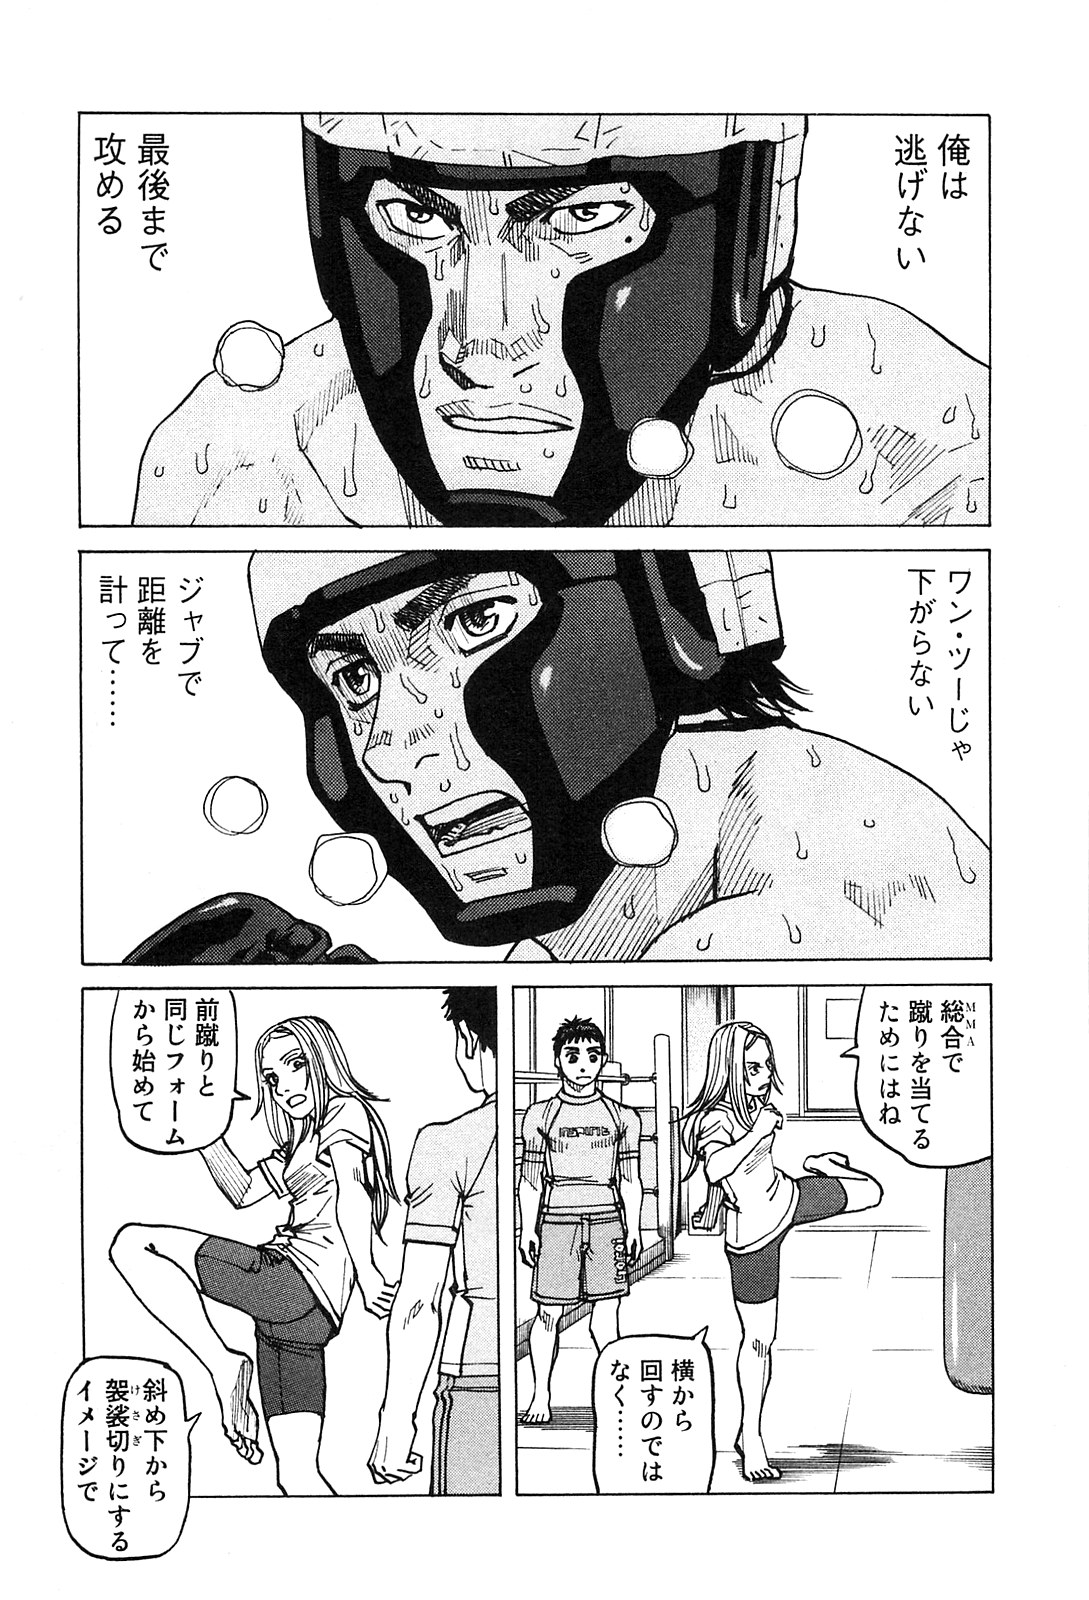 俺は
逃げない
最後まで
攻める
ワン・ツーじゃ
下がらない
ジャブで
距離を
計って……
総合で
MMA
蹴りを当てる
ためにはね
横から
回すのでは
なく……
前蹴りと
同じフォーム
から始めて
斜め下から
袈裟切りにする
けさぎ
イメージで